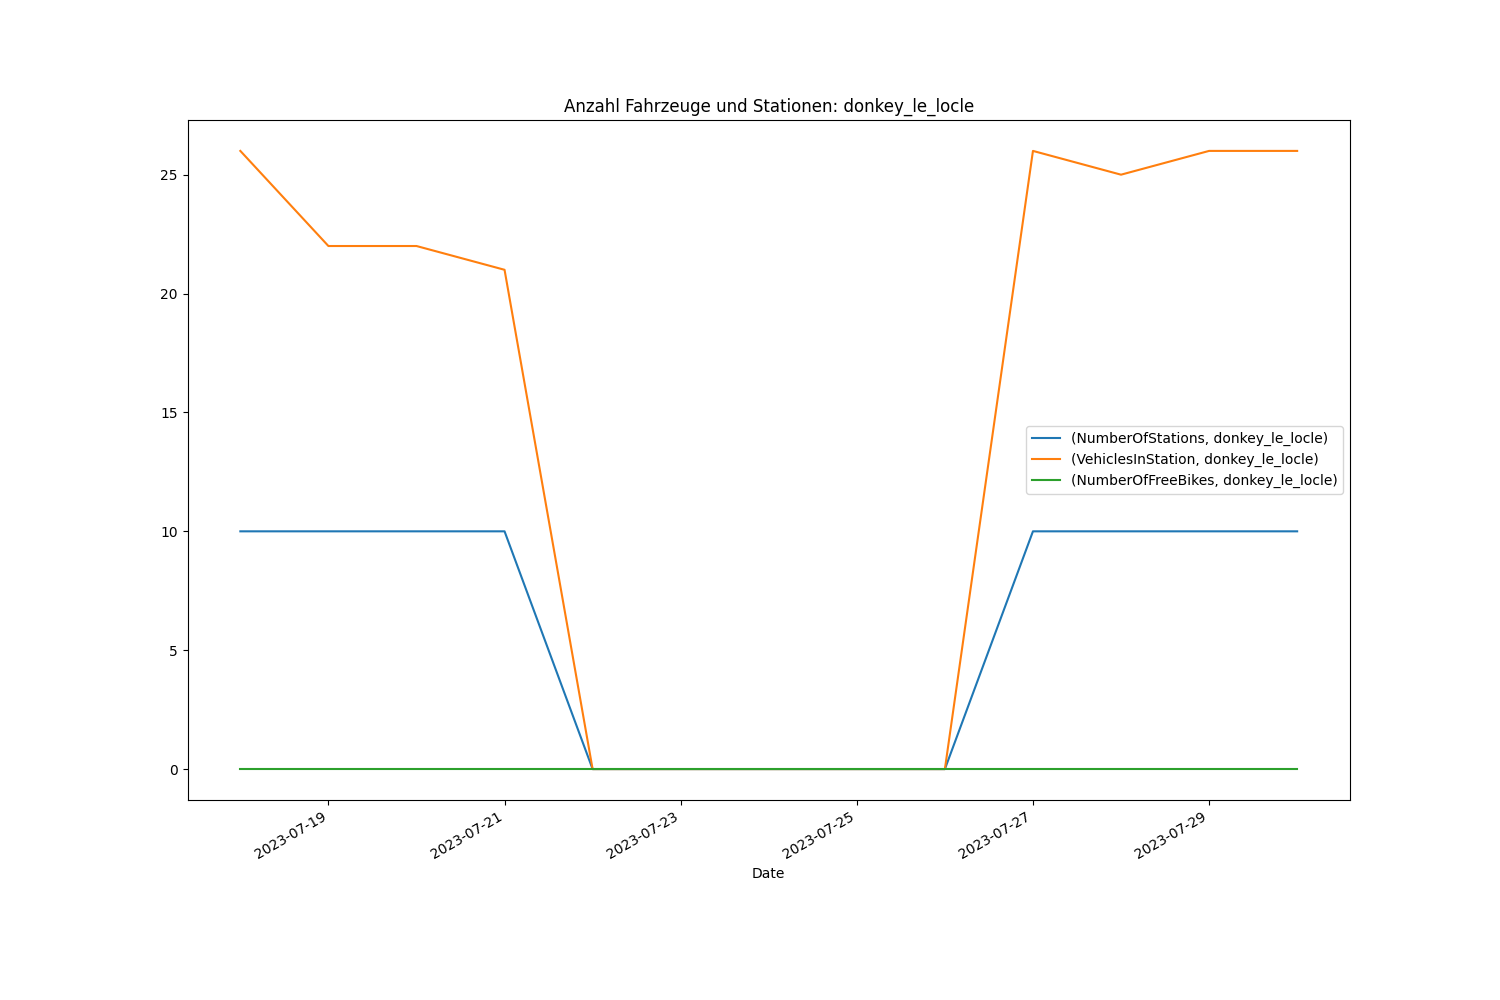 Anzahl Fahrzeuge und Stationen: donkey_le_locle
25
20
15
10
5
0
(NumberOfStations, donkey_le_locle)
(VehiclesInStation, donkey_le_locle)
(NumberOfFreeBikes, donkey_le_locle)
2023-07-19
2023-07-21
2023-07-23
2023-07-25
2023-07-27
2023-07-29
Date